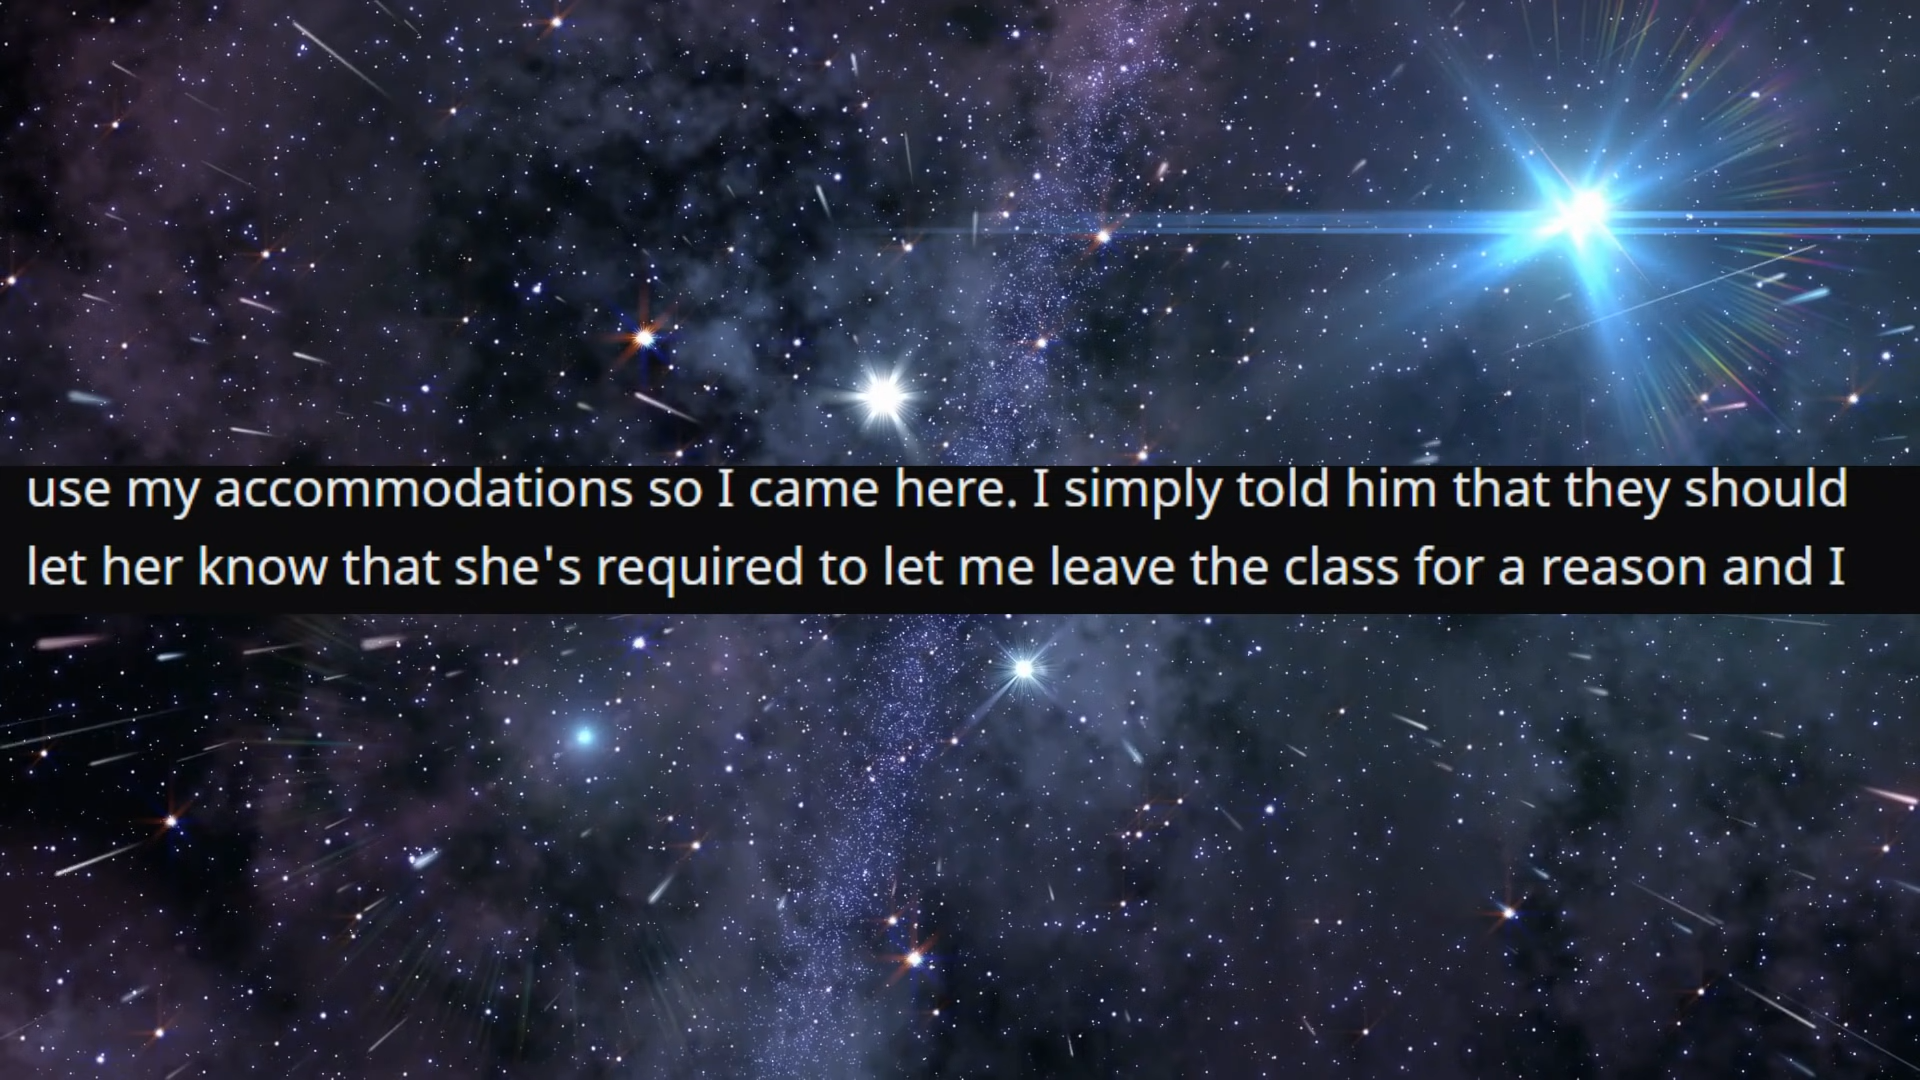 use my accommodations so I came here. I simply told him that they should
let her know that she's required to let me leave the class for a reason and I